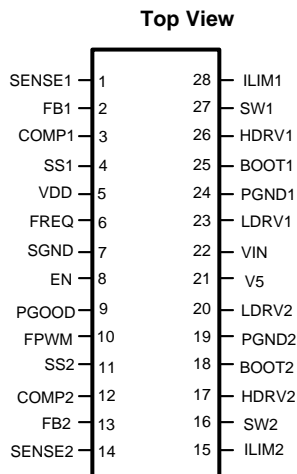 Top View
SENSE1 1 28 ILIM1
FB1 2 27 SW1
COMP1 3 26 HDRV1
SS1 4 25 BOOT1
VDD 5 24 PGND1
FREQ 6 23 LDRV1
SGND 7 22 VIN
EN 8 21 V5
PGOOD 9 20 LDRV2
FPWM 10 19 PGND2
SS2 11 18 BOOT2
COMP2 12 17 HDRV2
FB2 13 16 SW2
SENSE2 14 15 ILIM2